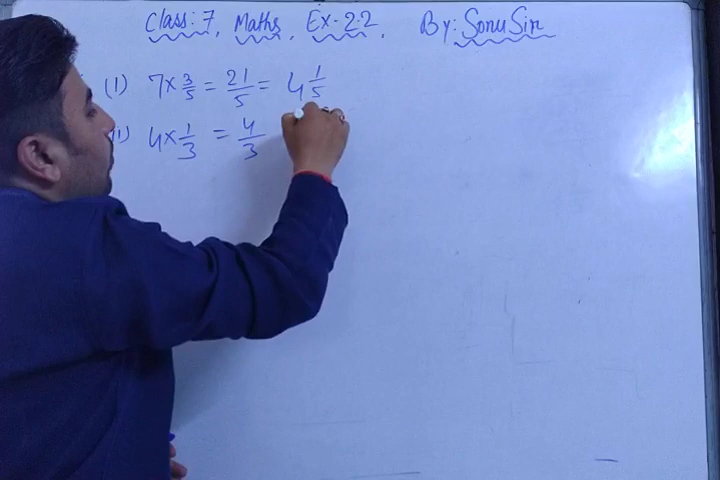 Class: 7, Maths, Ex-2.2, By: Sonu Sir
(1) 7×3/5 = 21/5 = 4 1/5
11) 4×1/3 = 4/3